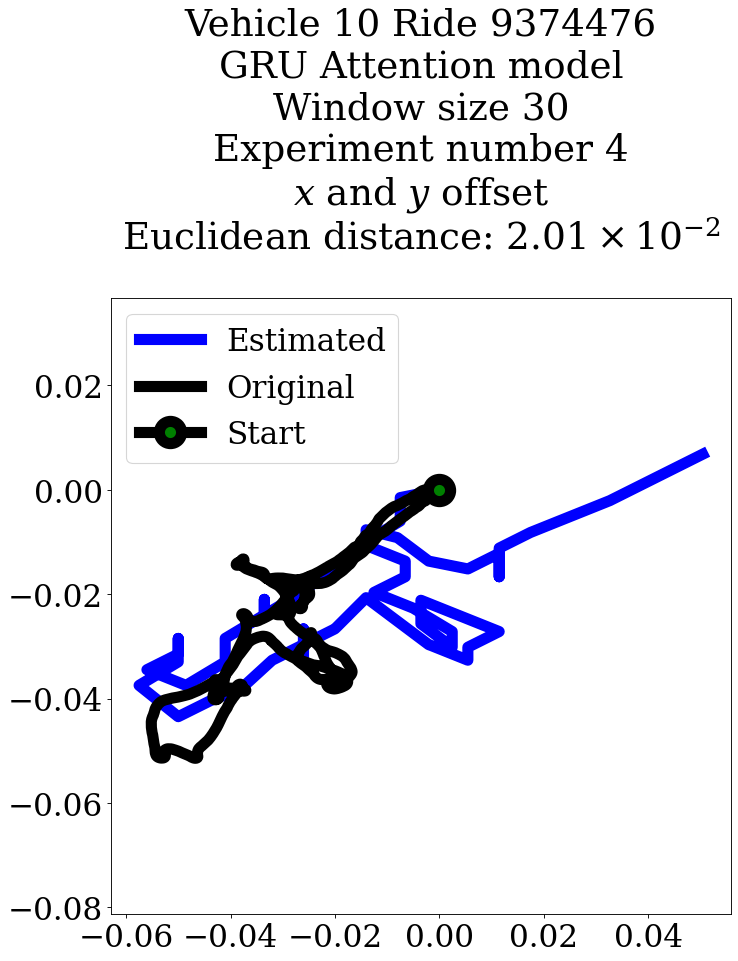 Vehicle 10 Ride 9374476
GRU Attention model
Window size 30
Experiment number 4
x and y offset
Euclidean distance: 2.01 × 10⁻²
Estimated
Original
Start
0.02
0.00
−0.02
−0.04
−0.06
−0.08
−0.06 −0.04 −0.02 0.00 0.02 0.04